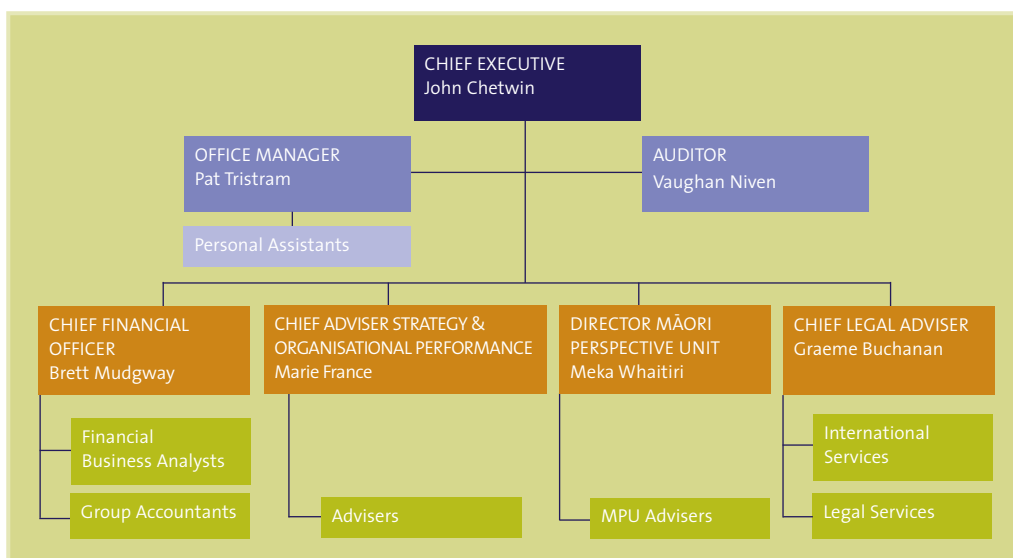 CHIEF EXECUTIVE
John Chetwin
OFFICE MANAGER
Pat Tristram
AUDITOR
Vaughan Niven
Personal Assistants
CHIEF FINANCIAL
OFFICER
Brett Mudgway
CHIEF ADVISER STRATEGY &
ORGANISATIONAL PERFORMANCE
Marie France
DIRECTOR MĀORI
PERSPECTIVE UNIT
Meka Whaitiri
CHIEF LEGAL ADVISER
Graeme Buchanan
Financial
Business Analysts
Group Accountants
Advisers
MPU Advisers
International
Services
Legal Services